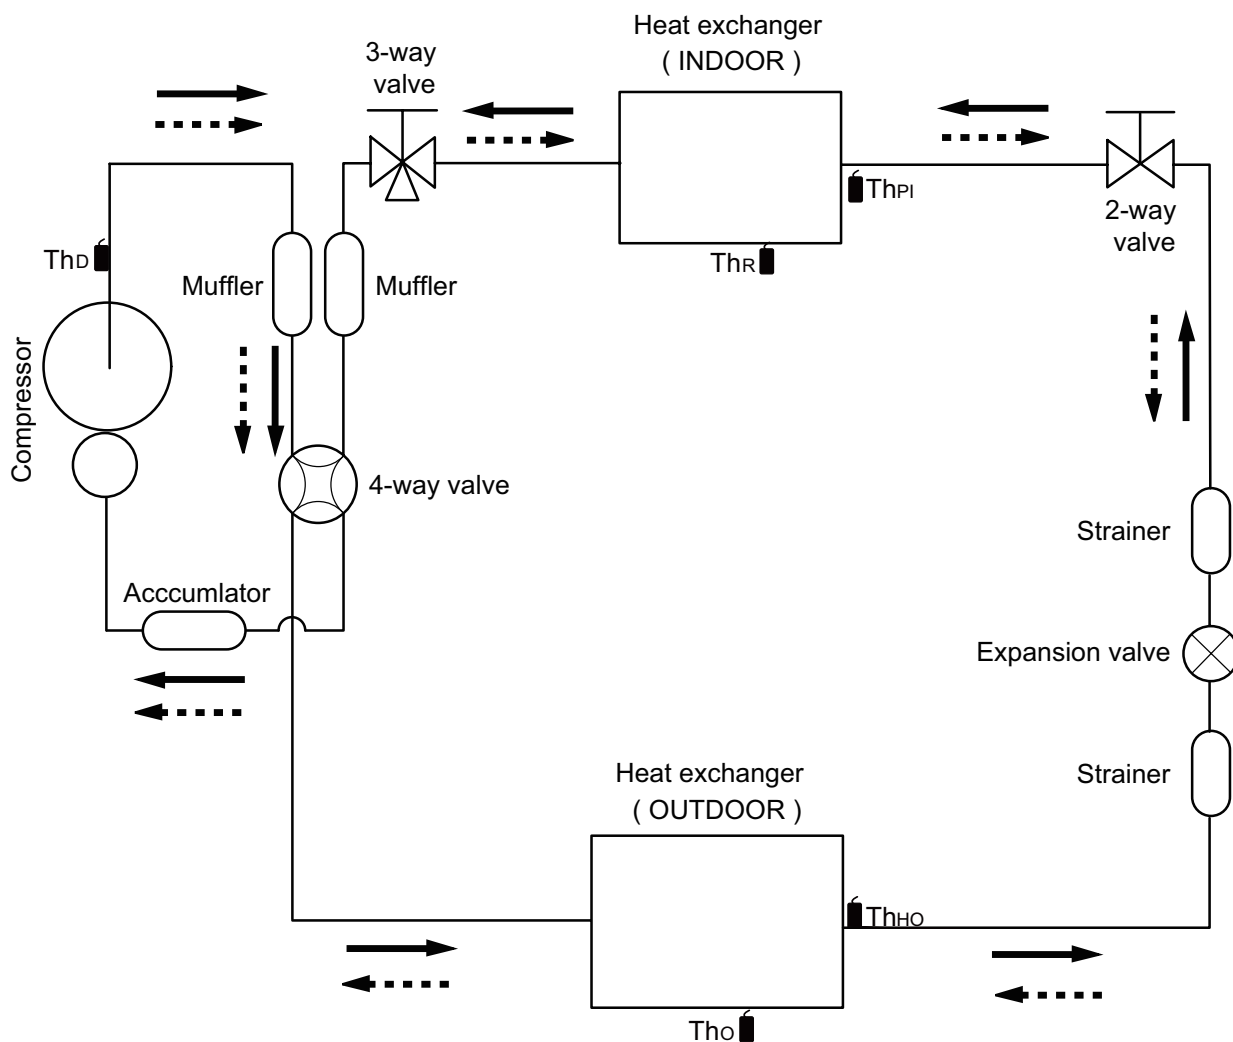 Heat exchanger
( INDOOR )
3-way
valve
ThPI
2-way
valve
ThD
ThR
Muffler
Muffler
Compressor
4-way valve
Strainer
Acccumlator
Expansion valve
Heat exchanger
( OUTDOOR )
Strainer
ThHO
ThO